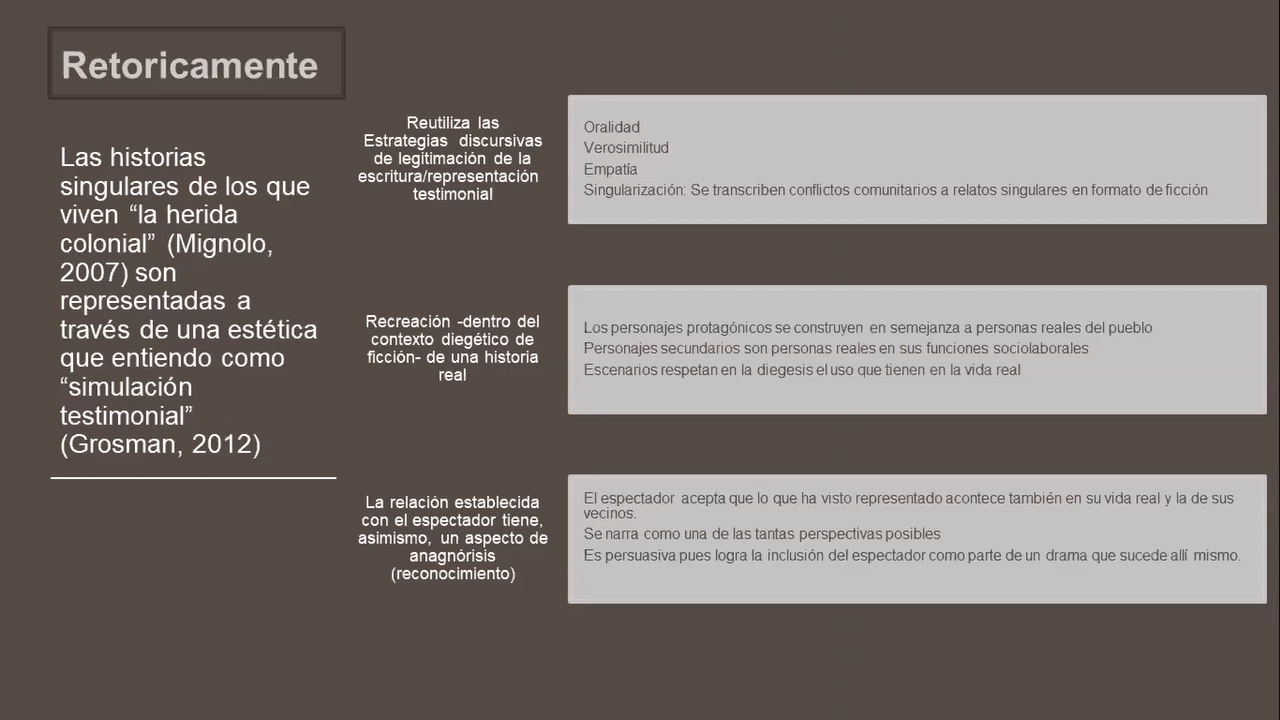 Retoricamente
Las historias
singulares de los que
viven “la herida
colonial” (Mignolo,
2007) son
representadas a
través de una estética
que entiendo como
“simulación
testimonial”
(Grosman, 2012)
Reutiliza las
Estrategias discursivas
de legitimación de la
escritura/representación
testimonial
Oralidad
Verosimilitud
Empatía
Singularización: Se transcriben conflictos comunitarios a relatos singulares en formato de ficción
Recreación -dentro del
contexto diegético de
ficción- de una historia
real
Los personajes protagónicos se construyen en semejanza a personas reales del pueblo
Personajes secundarios son personas reales en sus funciones sociolaborales
Escenarios respetan en la diegesis el uso que tienen en la vida real
La relación establecida
con el espectador tiene,
asimismo, un aspecto de
anagnórisis
(reconocimiento)
El espectador acepta que lo que ha visto representado acontece también en su vida real y la de sus
vecinos.
Se narra como una de las tantas perspectivas posibles
Es persuasiva pues logra la inclusión del espectador como parte de un drama que sucede allí mismo.